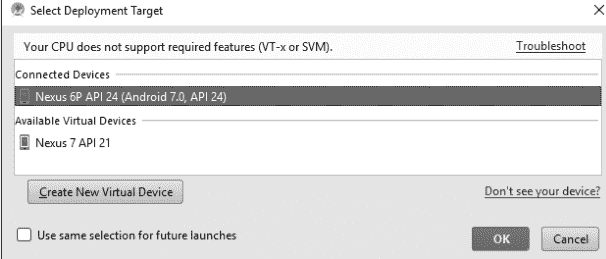 Select Deployment Target
Your CPU does not support required features (VT-x or SVM).
Troubleshoot
Connected Devices
Nexus 6P API 24 (Android 7.0, API 24)
Available Virtual Devices
Nexus 7 API 21
Create New Virtual Device
Don't see your device?
Use same selection for future launches
OK
Cancel